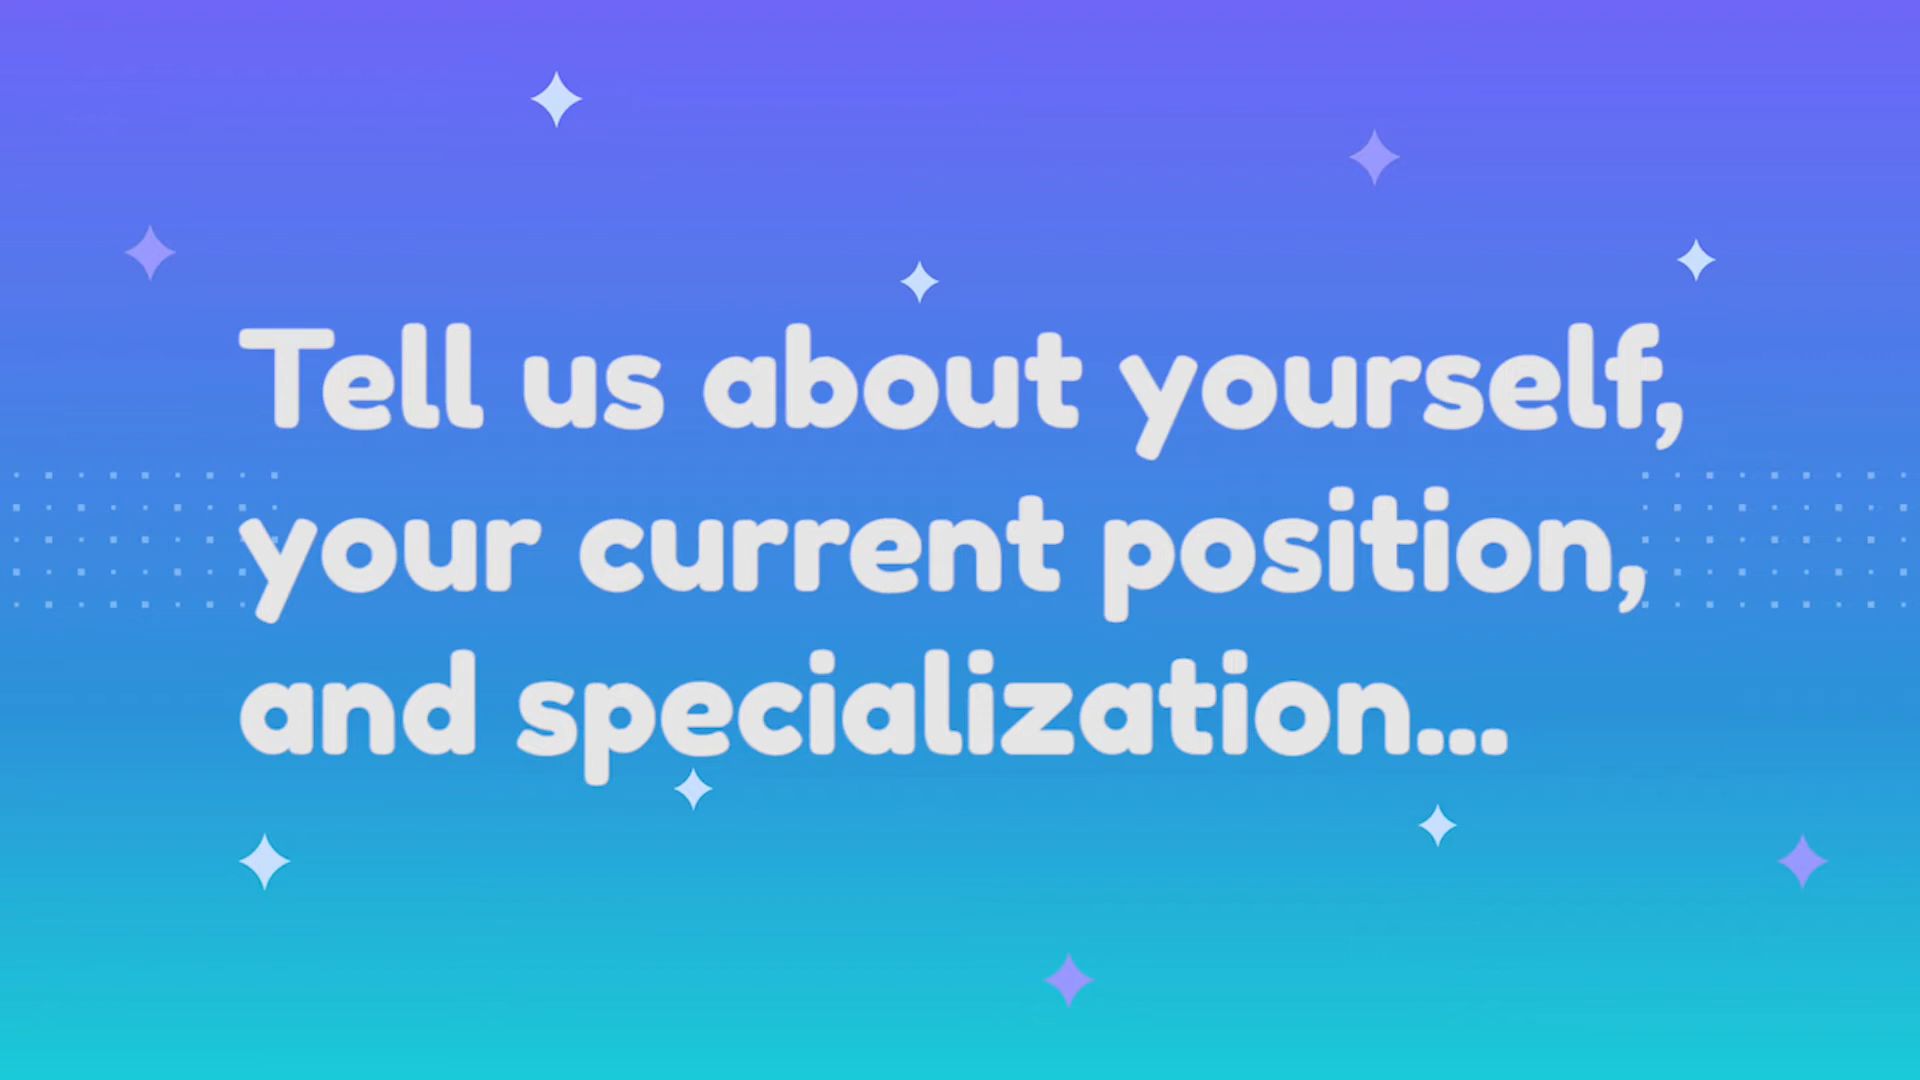 Tell us about yourself,
your current position,
and specialization...